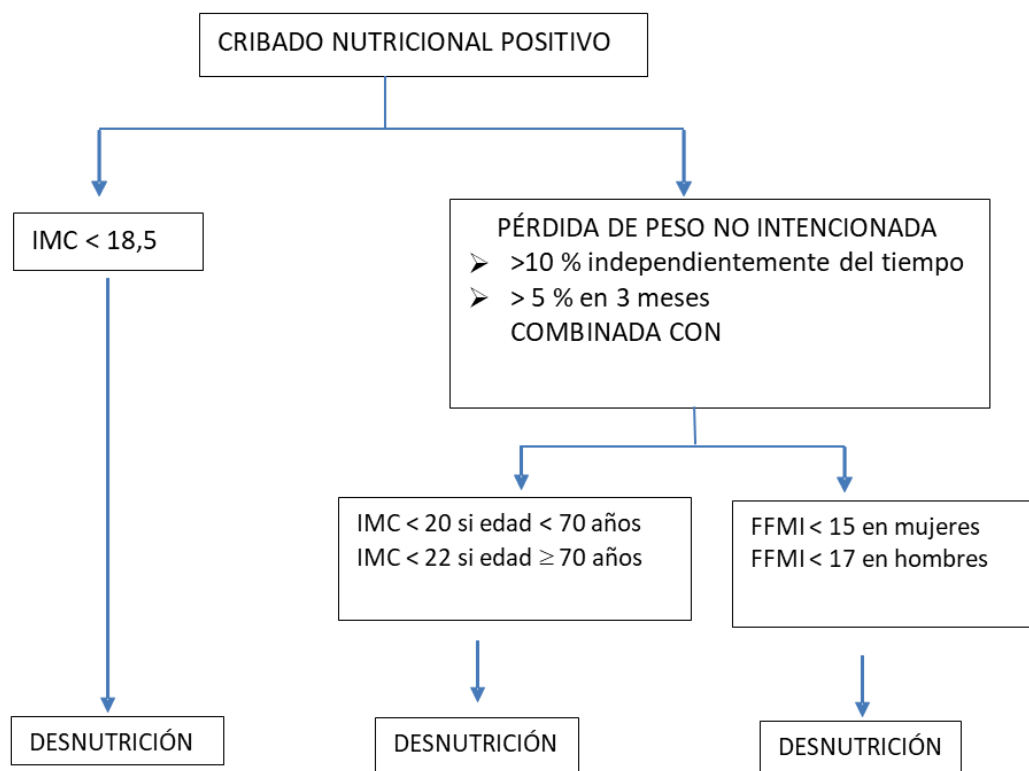 CRIBADO NUTRICIONAL POSITIVO
IMC < 18,5
PÉRDIDA DE PESO NO INTENCIONADA
➢ >10 % independientemente del tiempo
➢ > 5 % en 3 meses
COMBINADA CON
IMC < 20 si edad < 70 años
IMC < 22 si edad ≥ 70 años
FFMI < 15 en mujeres
FFMI < 17 en hombres
DESNUTRICIÓN
DESNUTRICIÓN
DESNUTRICIÓN